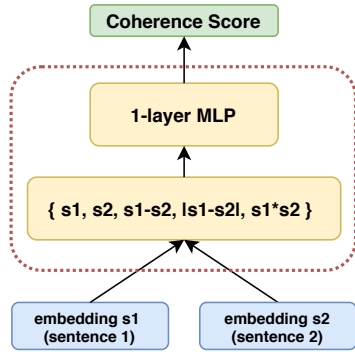 Coherence Score
1-layer MLP
{ s1, s2, s1-s2, |s1-s2|, s1*s2 }
embedding s1
(sentence 1)
embedding s2
(sentence 2)